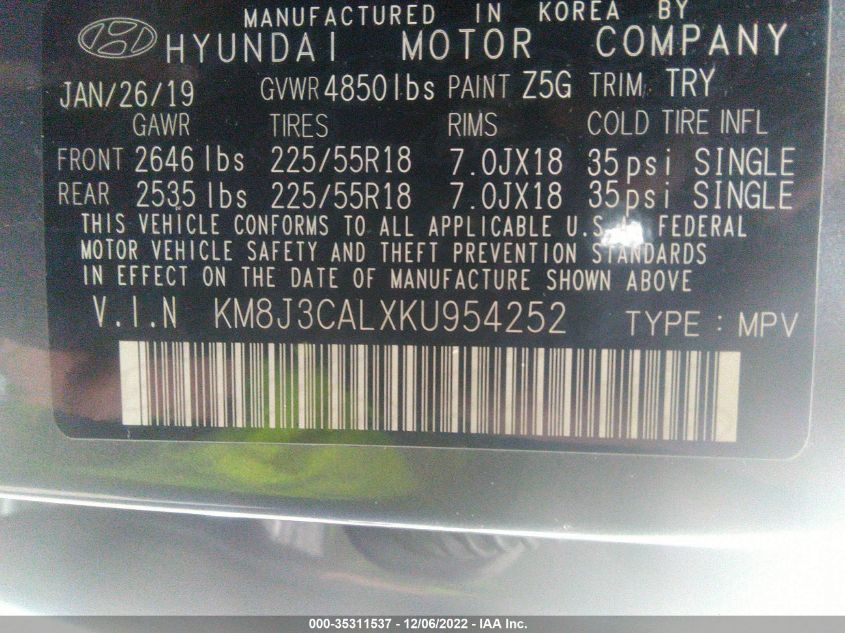 MANUFACTURED IN KOREA BY
HYUNDAI MOTOR COMPANY
JAN/26/19 GVWR 4850 lbs PAINT Z5G TRIM TRY
GAWR TIRES RIMS COLD TIRE INFL
FRONT 2646 lbs 225/55R18 7.0JX18 35psi SINGLE
REAR 2535 lbs 225/55R18 7.0JX18 35psi SINGLE
THIS VEHICLE CONFORMS TO ALL APPLICABLE U.S. FEDERAL
MOTOR VEHICLE SAFETY AND THEFT PREVENTION STANDARDS
IN EFFECT ON THE DATE OF MANUFACTURE SHOWN ABOVE
V.I.N KM8J3CALXKU954252 TYPE : MPV
000-35311537 - 12/06/2022 - IAA Inc.